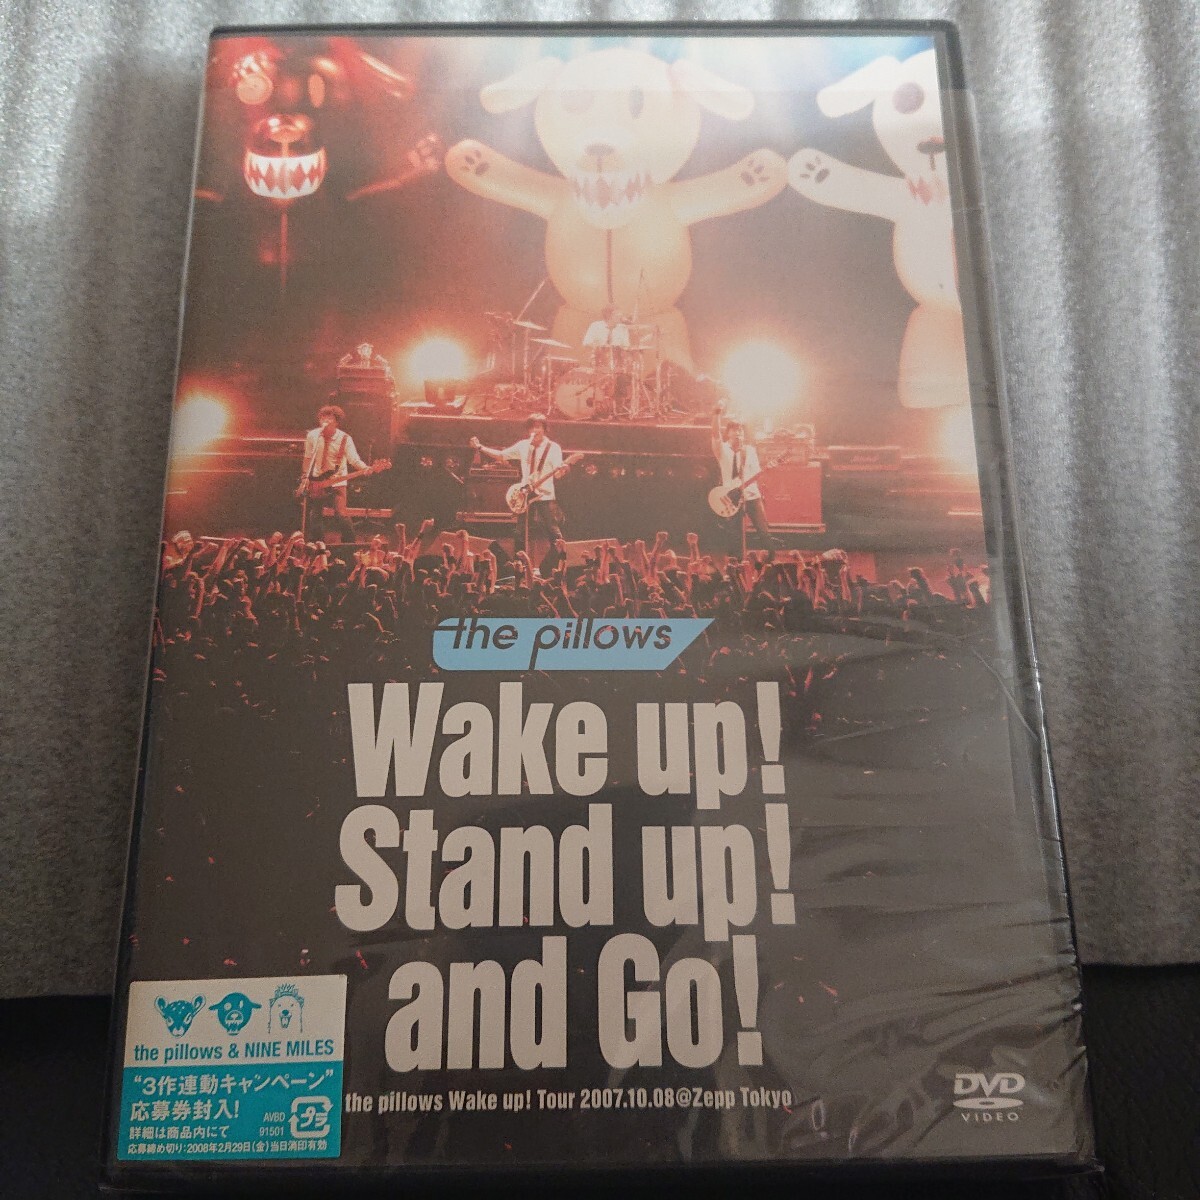 the pillows
Wake up!
Stand up!
and Go!
the pillows & NINE MILES
"3作連動キャンペーン"
応募券封入!
詳細は商品内にて
AVBD
91501
プラ
応募締め切り:2008年2月29日(金)当日消印有効
the pillows Wake up! Tour 2007.10.08@Zepp Tokyo
DVD
VIDEO